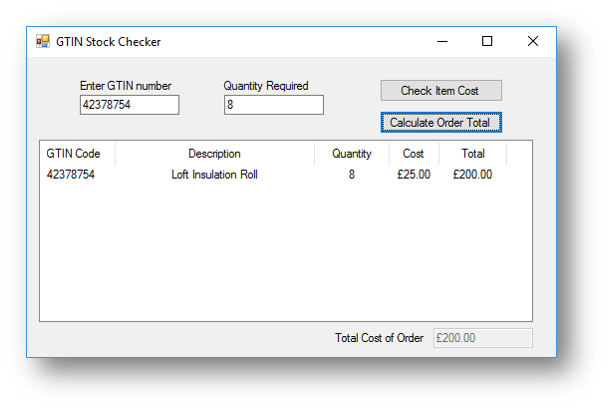 GTIN Stock Checker
Enter GTIN number
Quantity Required
42378754
8
Check Item Cost
Calculate Order Total
GTIN Code Description Quantity Cost Total
42378754 Loft Insulation Roll 8 £25.00 £200.00
Total Cost of Order £200.00